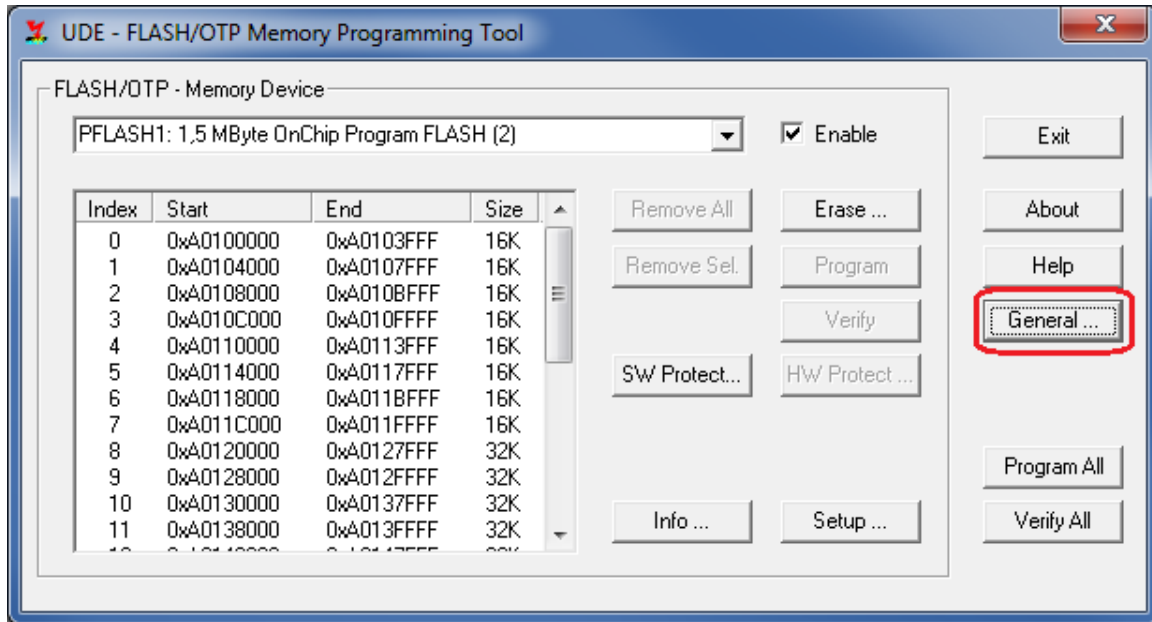 UDE - FLASH/OTP Memory Programming Tool
FLASH/OTP - Memory Device
PFLASH1: 1,5 MByte OnChip Program FLASH (2)
Enable
Exit
Index Start End Size
Remove All
Erase ...
About
0 0xA0100000 0xA0103FFF 16K
1 0xA0104000 0xA0107FFF 16K
Remove Sel.
Program
Help
2 0xA0108000 0xA010BFFF 16K
3 0xA010C000 0xA010FFFF 16K
Verify
General ...
4 0xA0110000 0xA0113FFF 16K
5 0xA0114000 0xA0117FFF 16K
SW Protect...
HW Protect ...
6 0xA0118000 0xA011BFFF 16K
7 0xA011C000 0xA011FFFF 16K
8 0xA0120000 0xA0127FFF 32K
9 0xA0128000 0xA012FFFF 32K
Program All
10 0xA0130000 0xA0137FFF 32K
11 0xA0138000 0xA013FFFF 32K
Info ...
Setup ...
Verify All